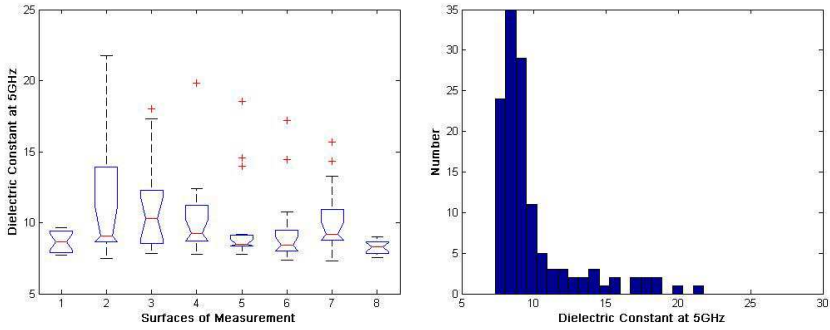 25
20
15
10
5
Dielectric Constant at 5GHz
1 2 3 4 5 6 7 8
Surfaces of Measurement
35
30
25
20
15
10
5
0
Number
5 10 15 20 25 30
Dielectric Constant at 5GHz